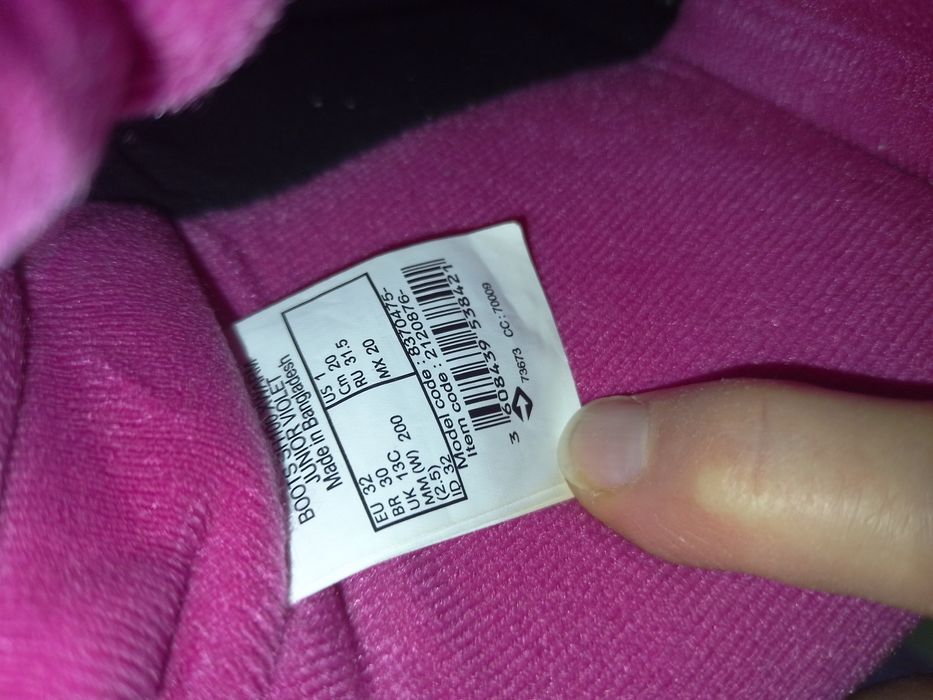 BOOTS
JUNIOR VIOLET
Made in Bangladesh
EU 32
US 1
BR 30
Cm 20
UK 13C
RU 31.5
MM (W) 200
(2.5)
MX 20
ID 32
Model code : 8370475-
Item code : 2120876-
3 608439 538421
73673 CC:70009